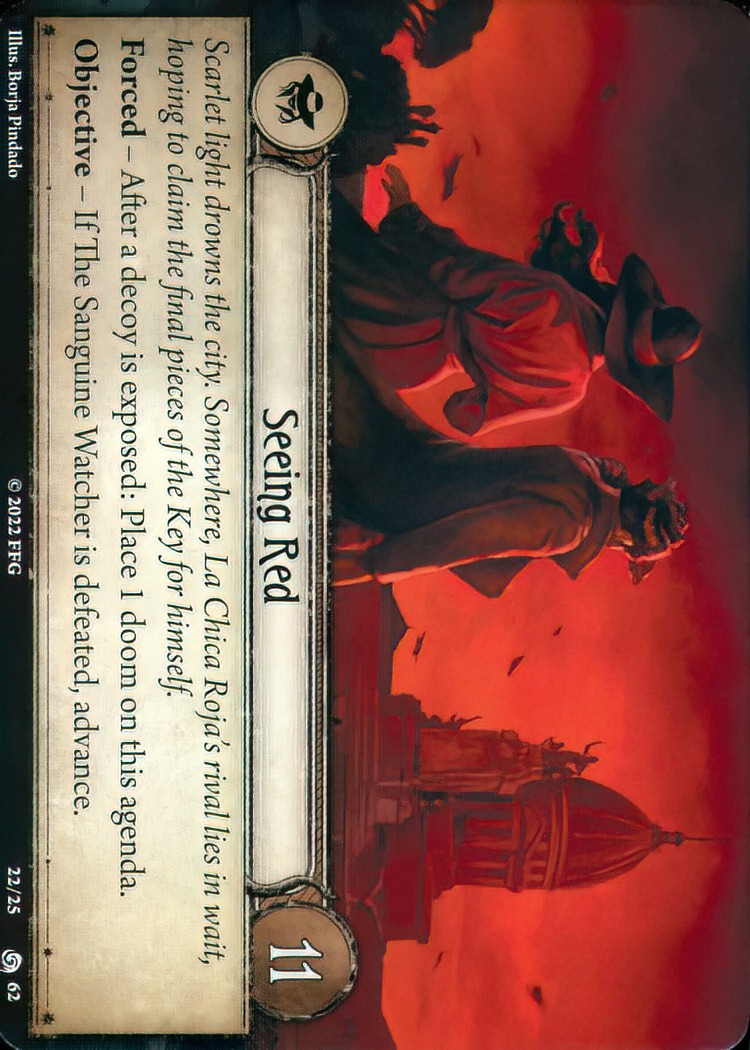 Seeing Red
11
Scarlet light drowns the city. Somewhere, La Chica Roja's rival lies in wait,
hoping to claim the final pieces of the Key for himself.
Forced – After a decoy is exposed: Place 1 doom on this agenda.
Objective – If The Sanguine Watcher is defeated, advance.
Illus. Borja Pindado
© 2022 FFG
22/25
62